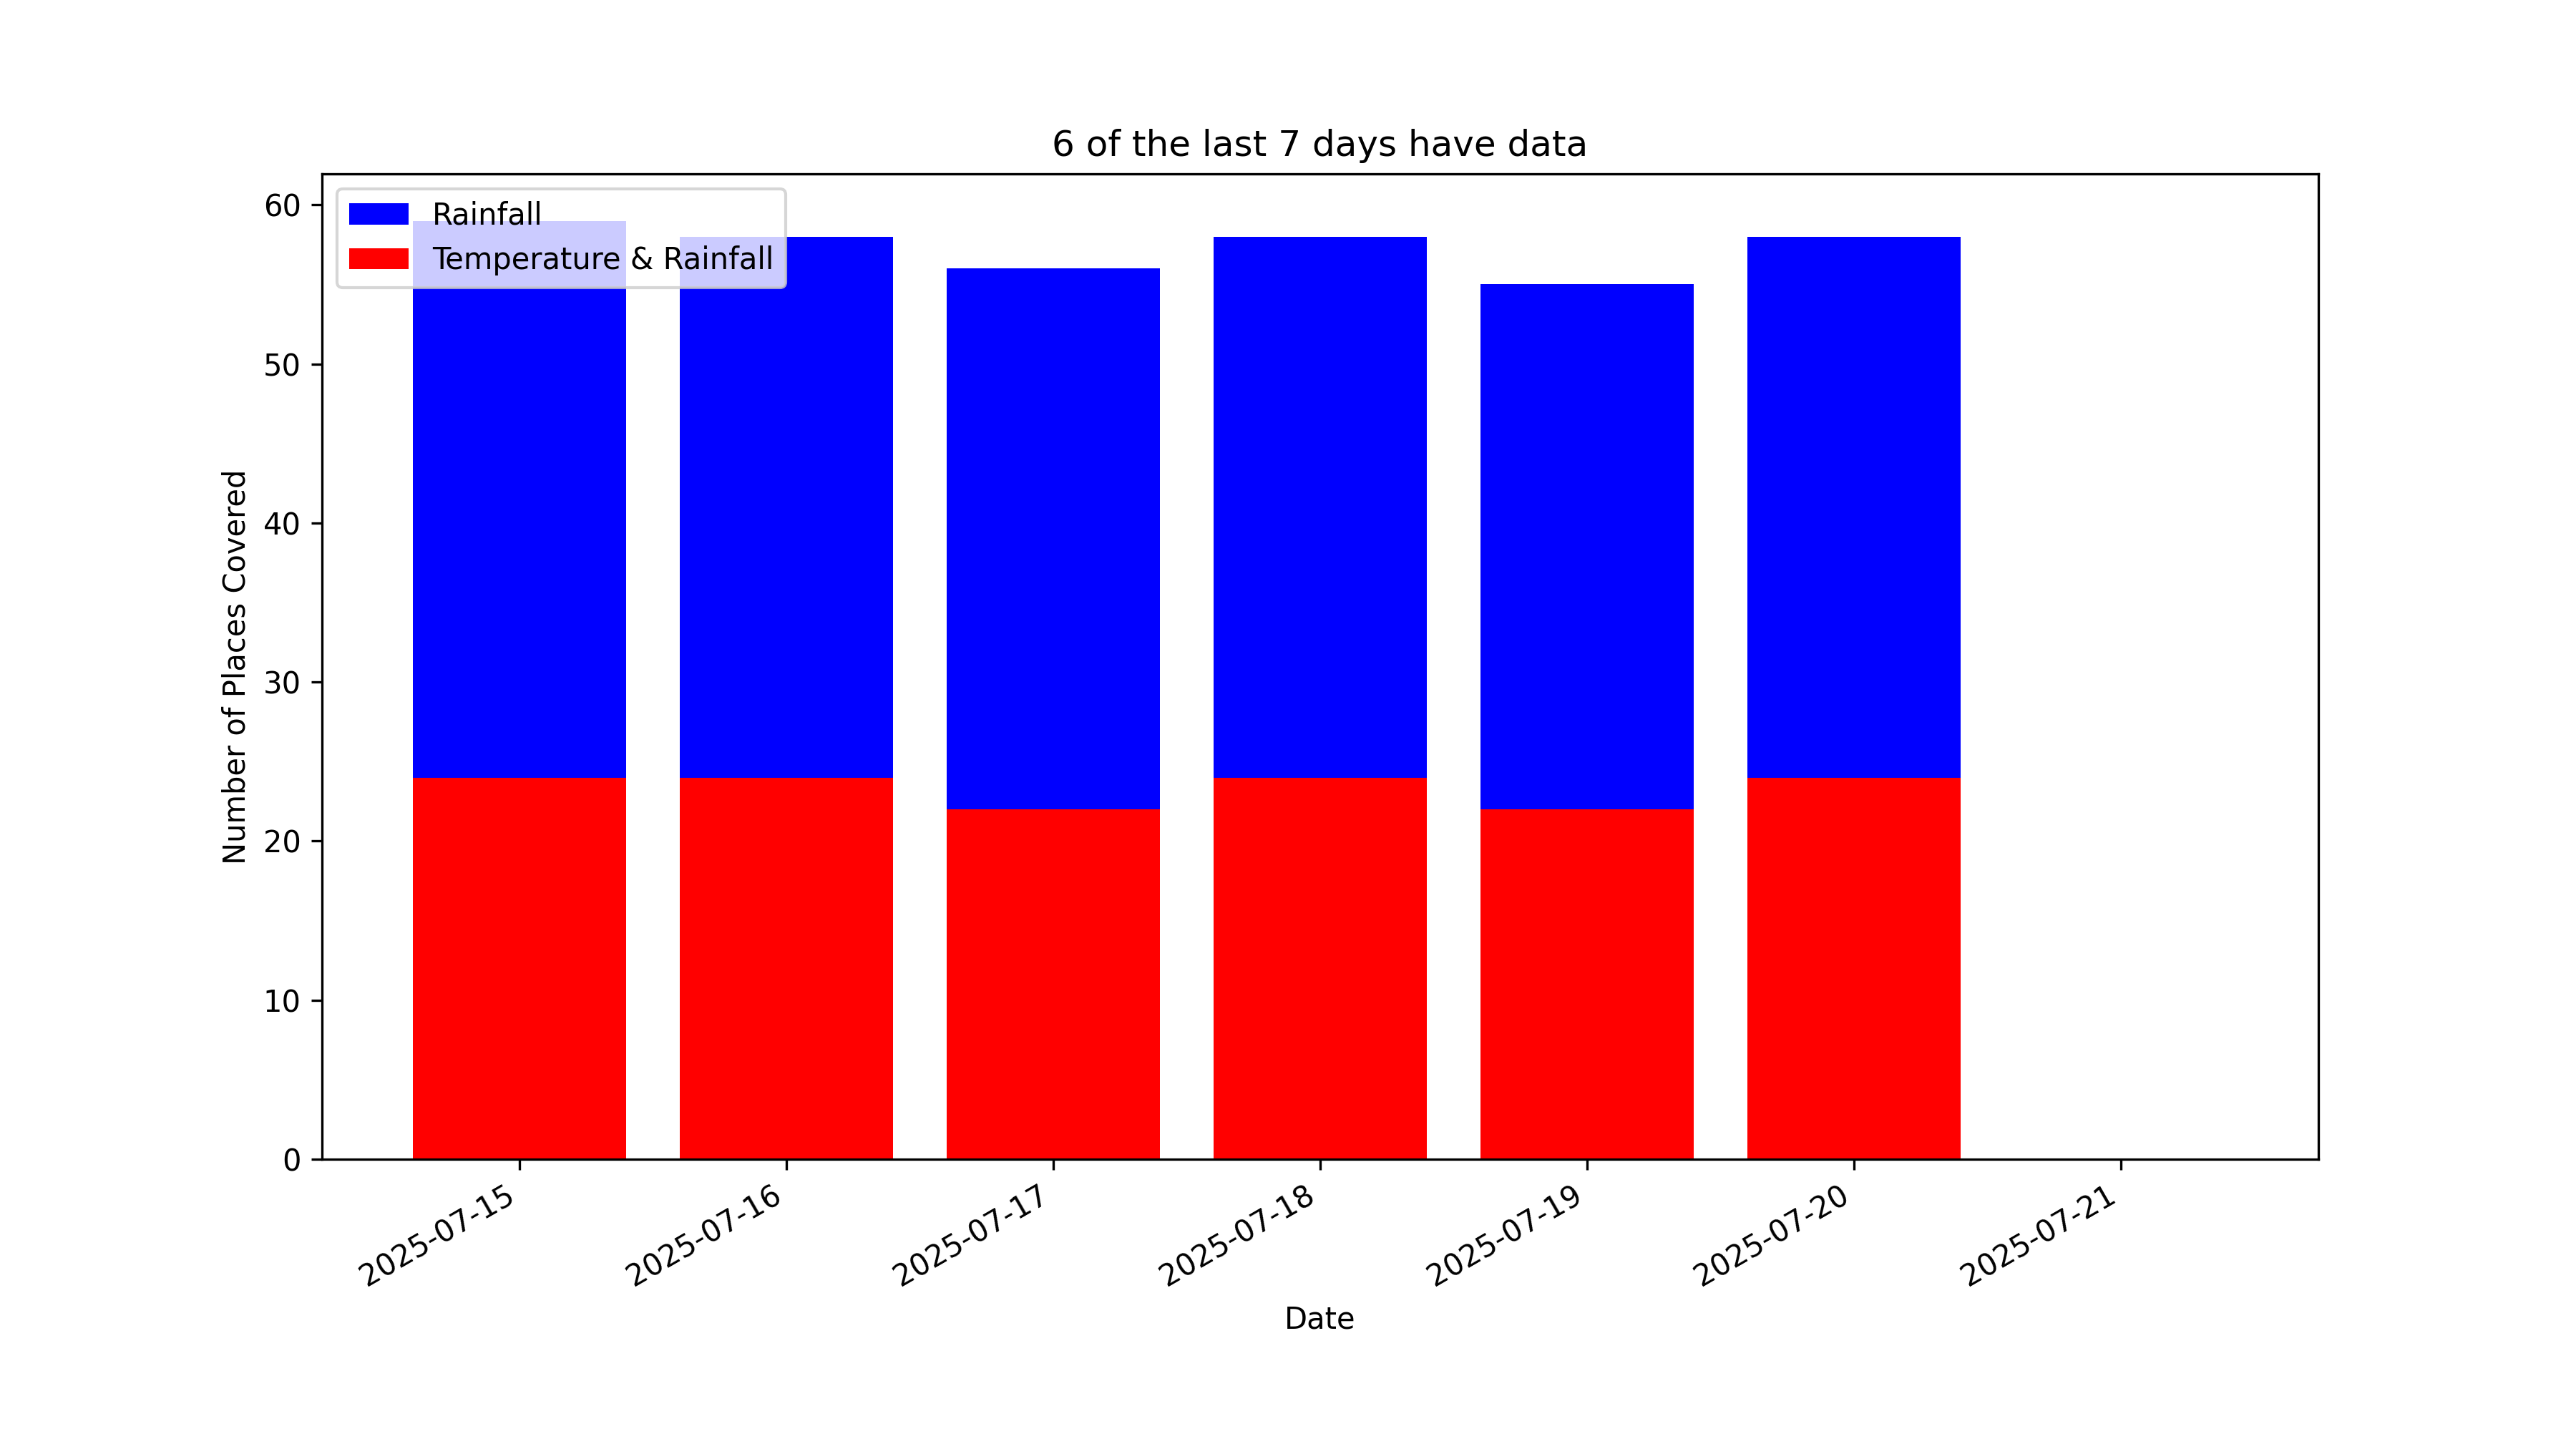 6 of the last 7 days have data
Rainfall
Temperature & Rainfall
Number of Places Covered
60
50
40
30
20
10
0
2025-07-15
2025-07-16
2025-07-17
2025-07-18
2025-07-19
2025-07-20
2025-07-21
Date